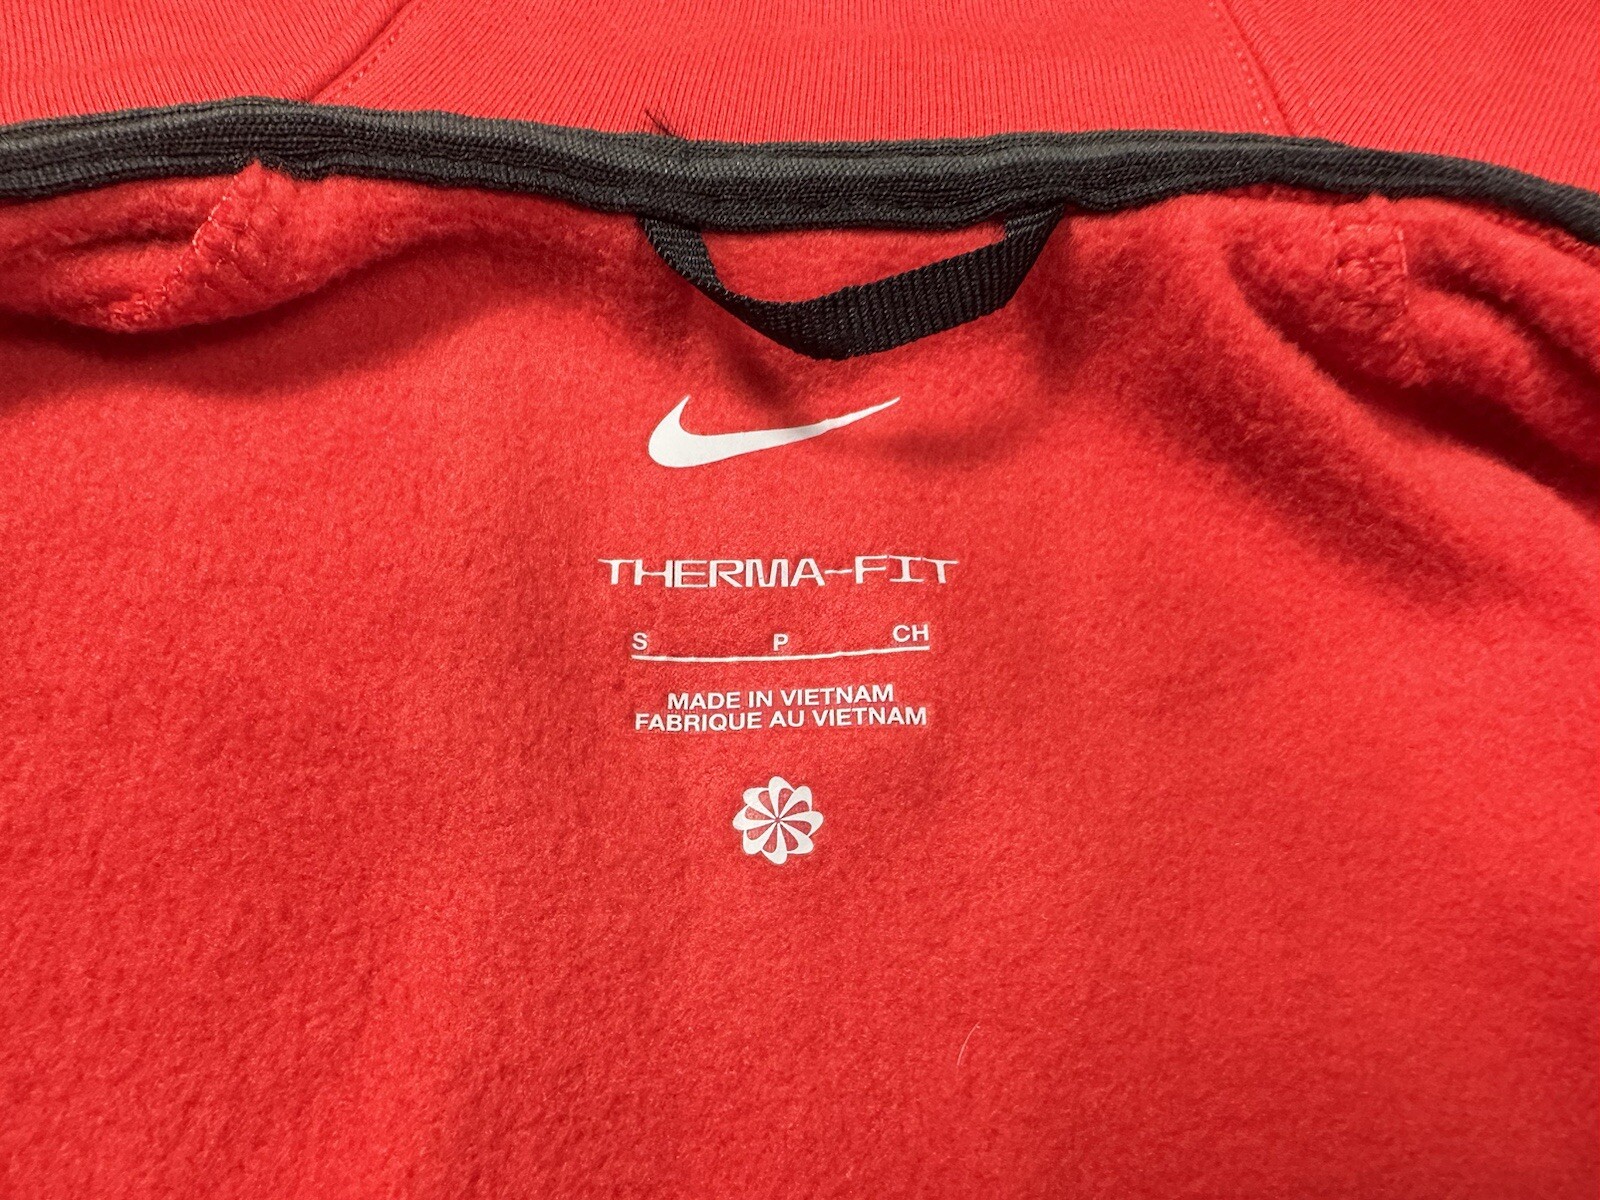 THERMA-FIT
S P CH
MADE IN VIETNAM
FABRIQUE AU VIETNAM